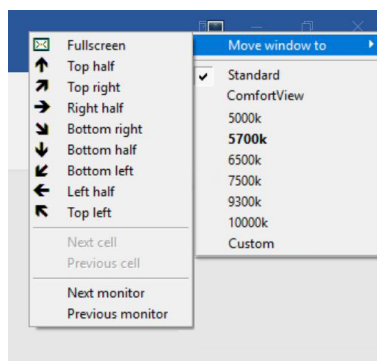 Move window to
Standard
ComfortView
5000k
5700k
6500k
7500k
9300k
10000k
Custom
Fullscreen
Top half
Top right
Right half
Bottom right
Bottom half
Bottom left
Left half
Top left
Next cell
Previous cell
Next monitor
Previous monitor